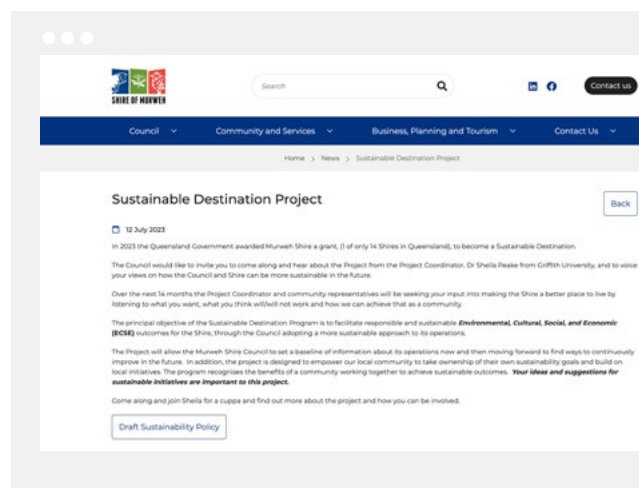 SHIRE OF MURWEH
Search
Contact us
Council
Community and Services
Business, Planning and Tourism
Contact Us
Home > News > Sustainable Destination Project
Sustainable Destination Project
Back
12 July 2023
In 2023 the Queensland Government awarded Murweh Shire a grant, (1 of only 14 Shires in Queensland), to become a Sustainable Destination.
The Council would like to invite you to come along and hear about the Project from the Project Coordinator, Dr Sheila Peake from Griffith University, and to voice
your views on how the Council and Shire can be more sustainable in the future.
Over the next 14 months the Project Coordinator and community representatives will be seeking your input into making the Shire a better place to live by
listening to what you want, what you think will/will not work and how we can achieve that as a community.
The principal objective of the Sustainable Destination Program is to facilitate responsible and sustainable Environmental, Cultural, Social, and Economic
(ECSE) outcomes for the Shire, through the Council adopting a more sustainable approach to its operations.
The Project will allow the Murweh Shire Council to set a baseline of information about its operations now and then moving forward to find ways to continuously
improve in the future. In addition, the project is designed to empower our local community to take ownership of their own sustainability goals and build on
local initiatives. The program recognises the benefits of a community working together to achieve sustainable outcomes. Your ideas and suggestions for
sustainable initiatives are important to this project.
Come along and join Sheila for a cuppa and find out more about the project and how you can be involved.
Draft Sustainability Policy